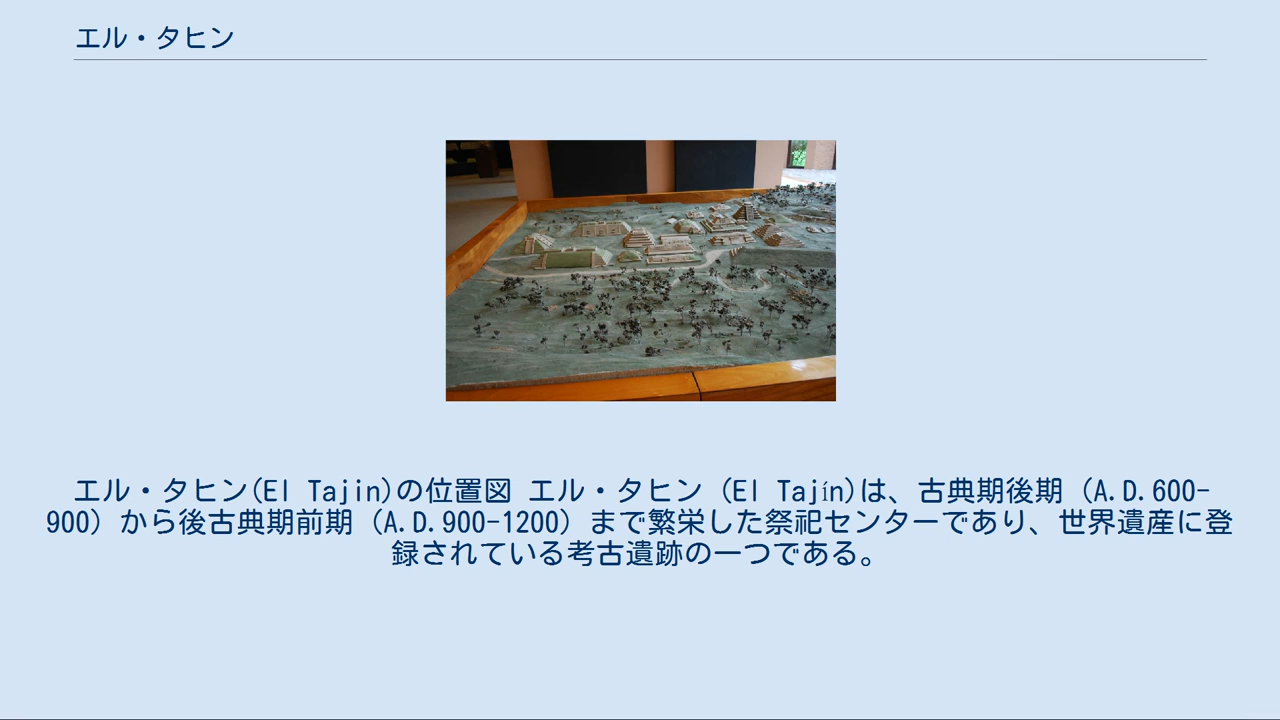 エル・タヒン
エル・タヒン(El Tajin)の位置図 エル・タヒン (El Tajín)は、古典期後期 (A.D.600-
900) から後古典期前期 (A.D.900-1200) まで繁栄した祭祀センターであり、世界遺産に登
録されている考古遺跡の一つである。